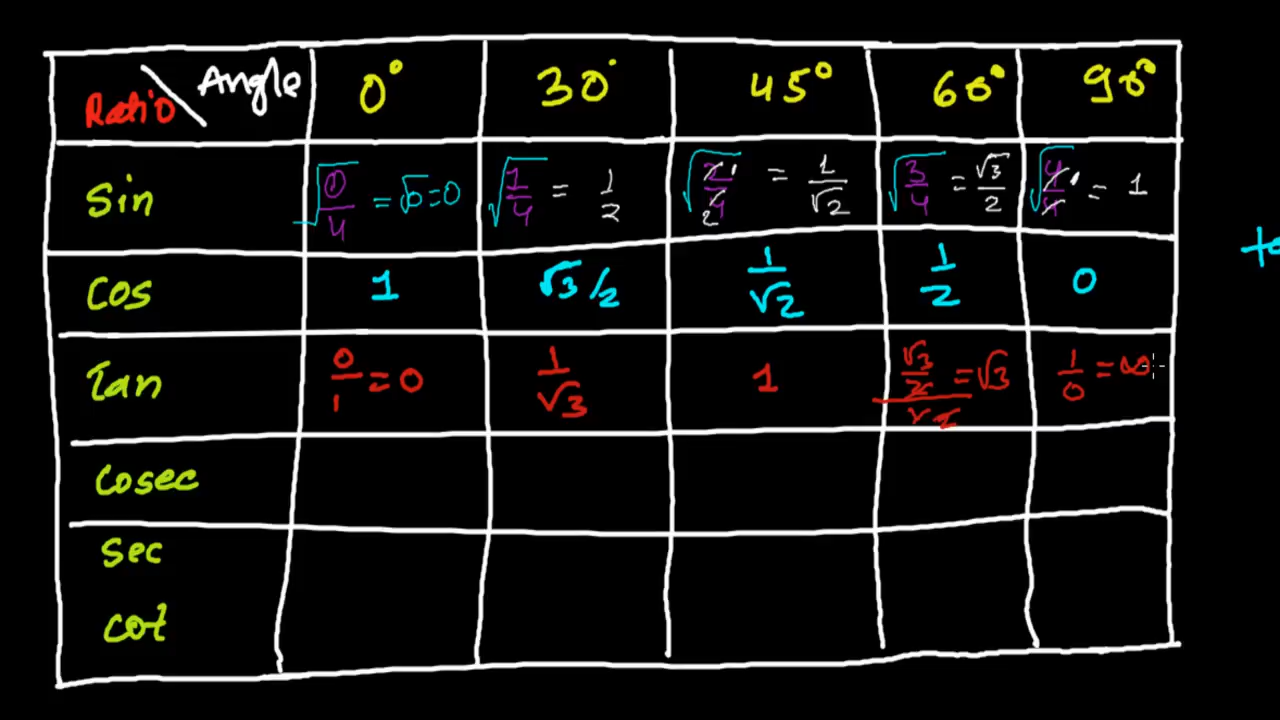 Ratio \ Angle 0° 30° 45° 60° 90°
Sin √(0/4) = √0 = 0 √(1/4) = 1/2 √(2/4) = 1/√2 √(3/4) = √3/2 √(4/4) = 1
Cos 1 √3/2 1/√2 1/2 0
Tan 0/1 = 0 1/√3 1 = √3 1/0 = ∞
Cosec
Sec
Cot